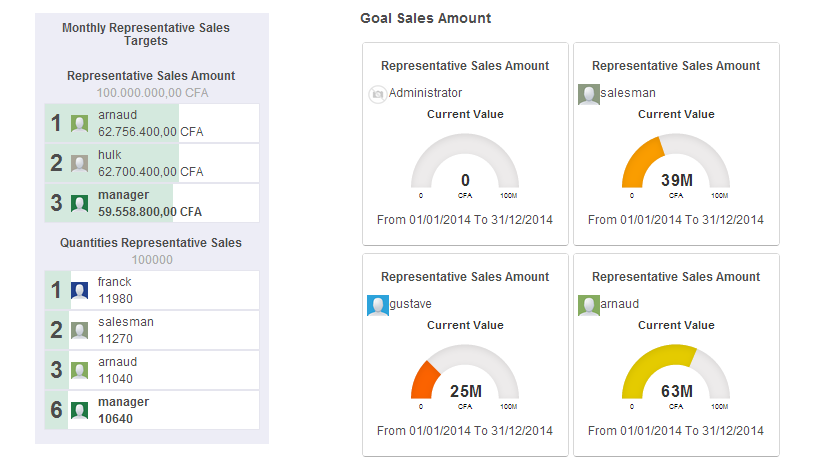 Monthly Representative Sales
Targets
Representative Sales Amount
100.000.000,00 CFA
1
arnaud
62.756.400,00 CFA
2
hulk
62.700.400,00 CFA
3
manager
59.558.800,00 CFA
Quantities Representative Sales
100000
1
franck
11980
2
salesman
11270
3
arnaud
11040
6
manager
10640
Goal Sales Amount
Representative Sales Amount
Administrator
Current Value
0
0 CFA 100M
From 01/01/2014 To 31/12/2014
Representative Sales Amount
salesman
Current Value
39M
0 CFA 100M
From 01/01/2014 To 31/12/2014
Representative Sales Amount
gustave
Current Value
25M
0 CFA 100M
From 01/01/2014 To 31/12/2014
Representative Sales Amount
arnaud
Current Value
63M
0 CFA 100M
From 01/01/2014 To 31/12/2014